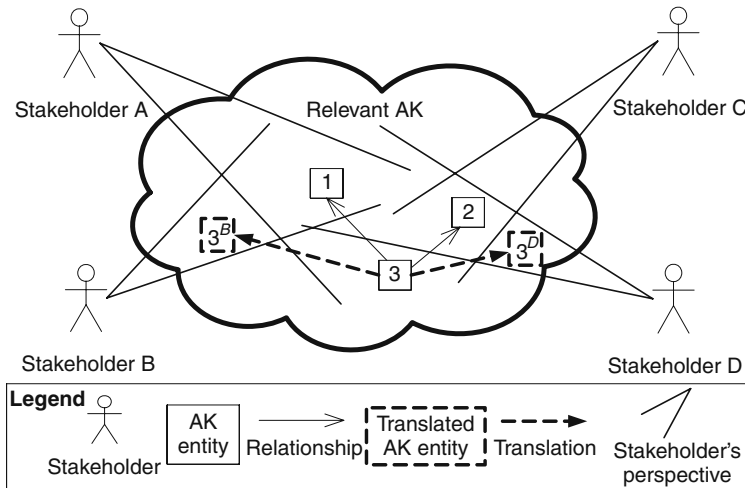 Stakeholder A
Relevant AK
Stakeholder C
1
2
3B
3D
3
Stakeholder B
Stakeholder D
Legend
Stakeholder
AK
entity
Relationship
Translated
AK entity
Translation
Stakeholder's
perspective